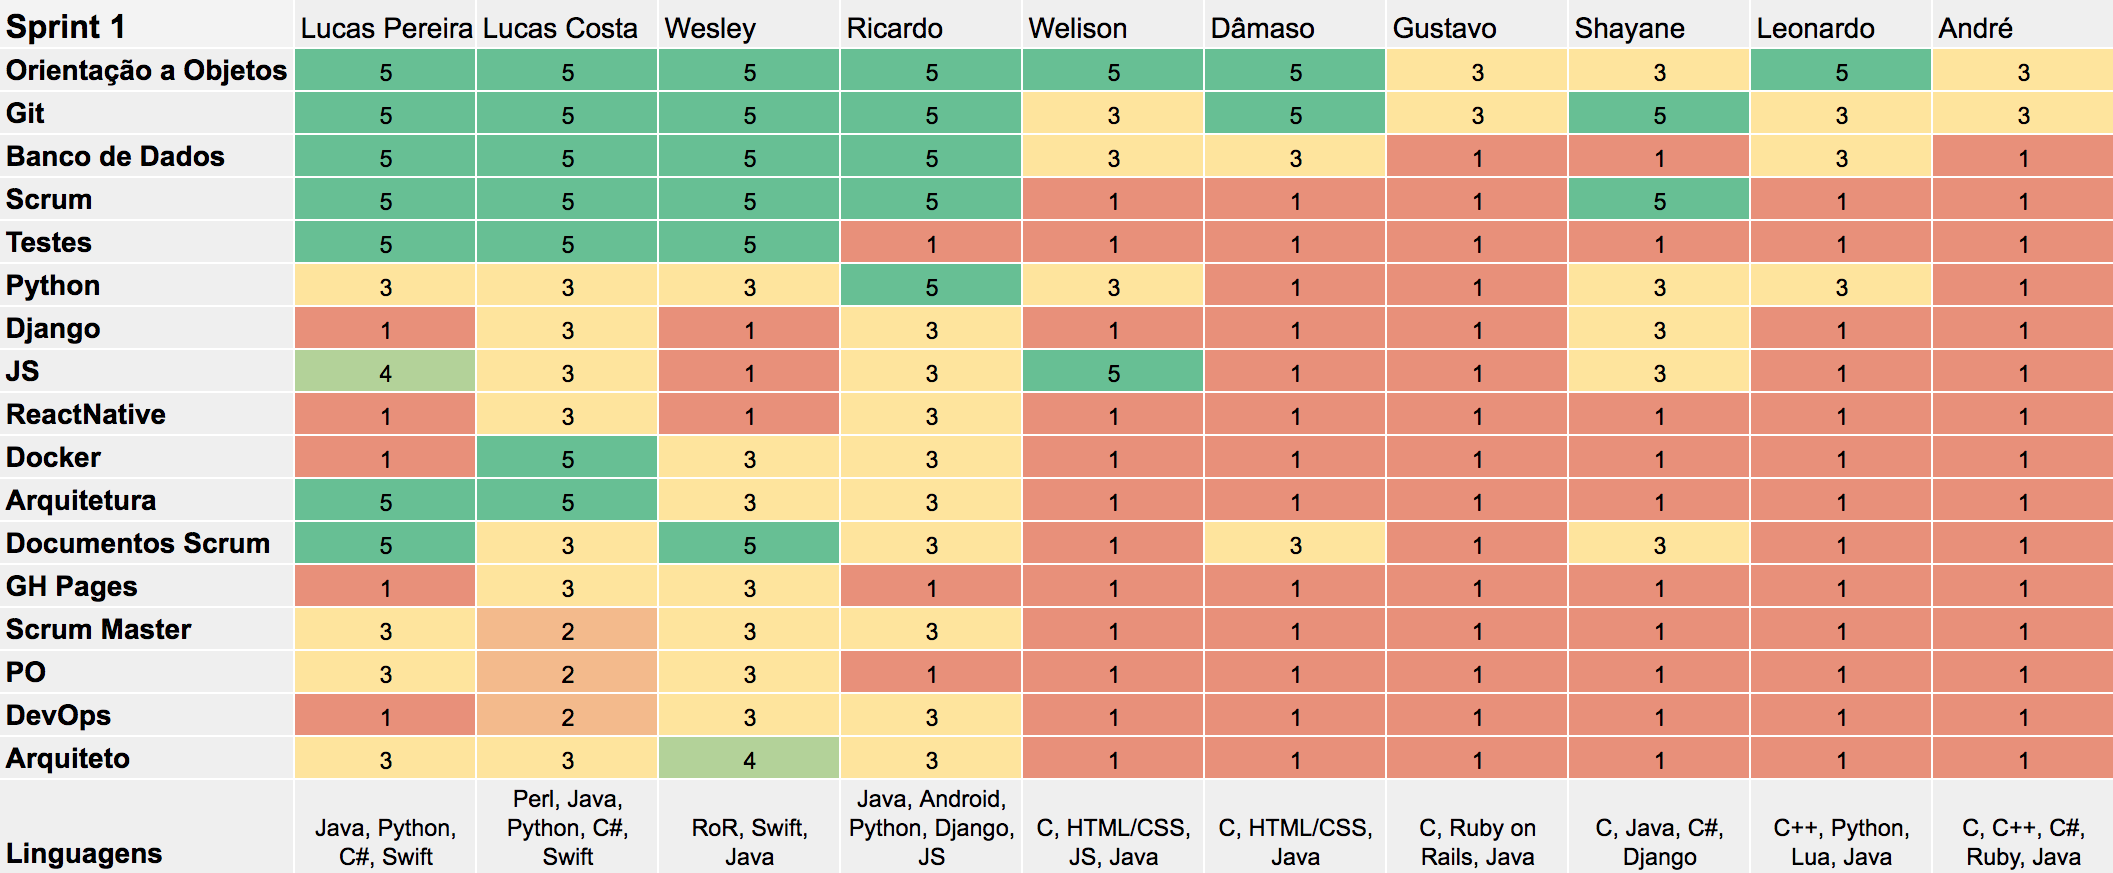 Sprint 1 Lucas Pereira Lucas Costa Wesley Ricardo Welison Dâmaso Gustavo Shayane Leonardo André
Orientação a Objetos 5 5 5 5 5 5 3 3 5 3
Git 5 5 5 5 3 5 3 5 3 3
Banco de Dados 5 5 5 5 3 3 1 1 3 1
Scrum 5 5 5 5 1 1 1 5 1 1
Testes 5 5 5 1 1 1 1 1 1 1
Python 3 3 3 5 3 1 1 3 3 1
Django 1 3 1 3 1 1 1 3 1 1
JS 4 3 1 3 5 1 1 3 1 1
ReactNative 1 3 1 3 1 1 1 1 1 1
Docker 1 5 3 3 1 1 1 1 1 1
Arquitetura 5 5 3 3 1 1 1 1 1 1
Documentos Scrum 5 3 5 3 1 3 1 3 1 1
GH Pages 1 3 3 1 1 1 1 1 1 1
Scrum Master 3 2 3 3 1 1 1 1 1 1
PO 3 2 3 1 1 1 1 1 1 1
DevOps 1 2 3 3 1 1 1 1 1 1
Arquiteto 3 3 4 3 1 1 1 1 1 1
Linguagens
Java, Python,
C#, Swift
Perl, Java,
Python, C#,
Swift
RoR, Swift,
Java
Java, Android,
Python, Django,
JS
C, HTML/CSS,
JS, Java
C, HTML/CSS,
Java
C, Ruby on
Rails, Java
C, Java, C#,
Django
C++, Python,
Lua, Java
C, C++, C#,
Ruby, Java